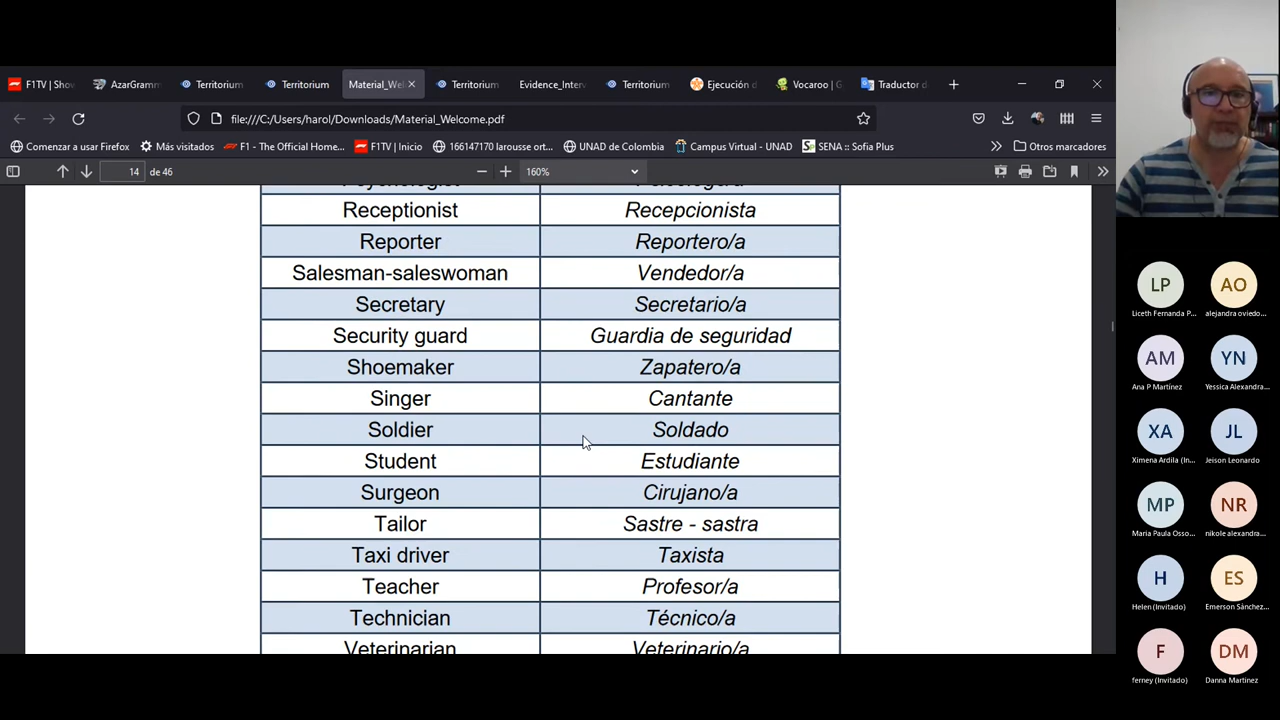 F1TV | Sho
AzarGramm
Territorium
Territorium
Material_Wel
Territorium
Evidence_Interv
Territorium
Ejecución d
Vocaroo | G
Traductor d
file:///C:/Users/harol/Downloads/Material_Welcome.pdf
Comenzar a usar Firefox
Más visitados
F1 - The Official Home...
F1TV | Inicio
166147170 larousse ort...
UNAD de Colombia
Campus Virtual - UNAD
SENA :: Sofia Plus
Otros marcadores
14 de 46
160%
Receptionist Recepcionista
Reporter Reportero/a
Salesman-saleswoman Vendedor/a
Secretary Secretario/a
Security guard Guardia de seguridad
Shoemaker Zapatero/a
Singer Cantante
Soldier Soldado
Student Estudiante
Surgeon Cirujano/a
Tailor Sastre - sastra
Taxi driver Taxista
Teacher Profesor/a
Technician Técnico/a
Veterinarian Veterinario/a
LP AO
Liceth Fernanda P... alejandra oviedo...
AM YN
Ana P Martínez Yessica Alexandra...
XA JL
Ximena Ardila (In... Jeison Leonardo
MP NR
Maria Paula Osso... nikole alexandra...
H ES
Helen (Invitado) Emerson Sánchez...
F DM
ferney (Invitado) Danna Martinez